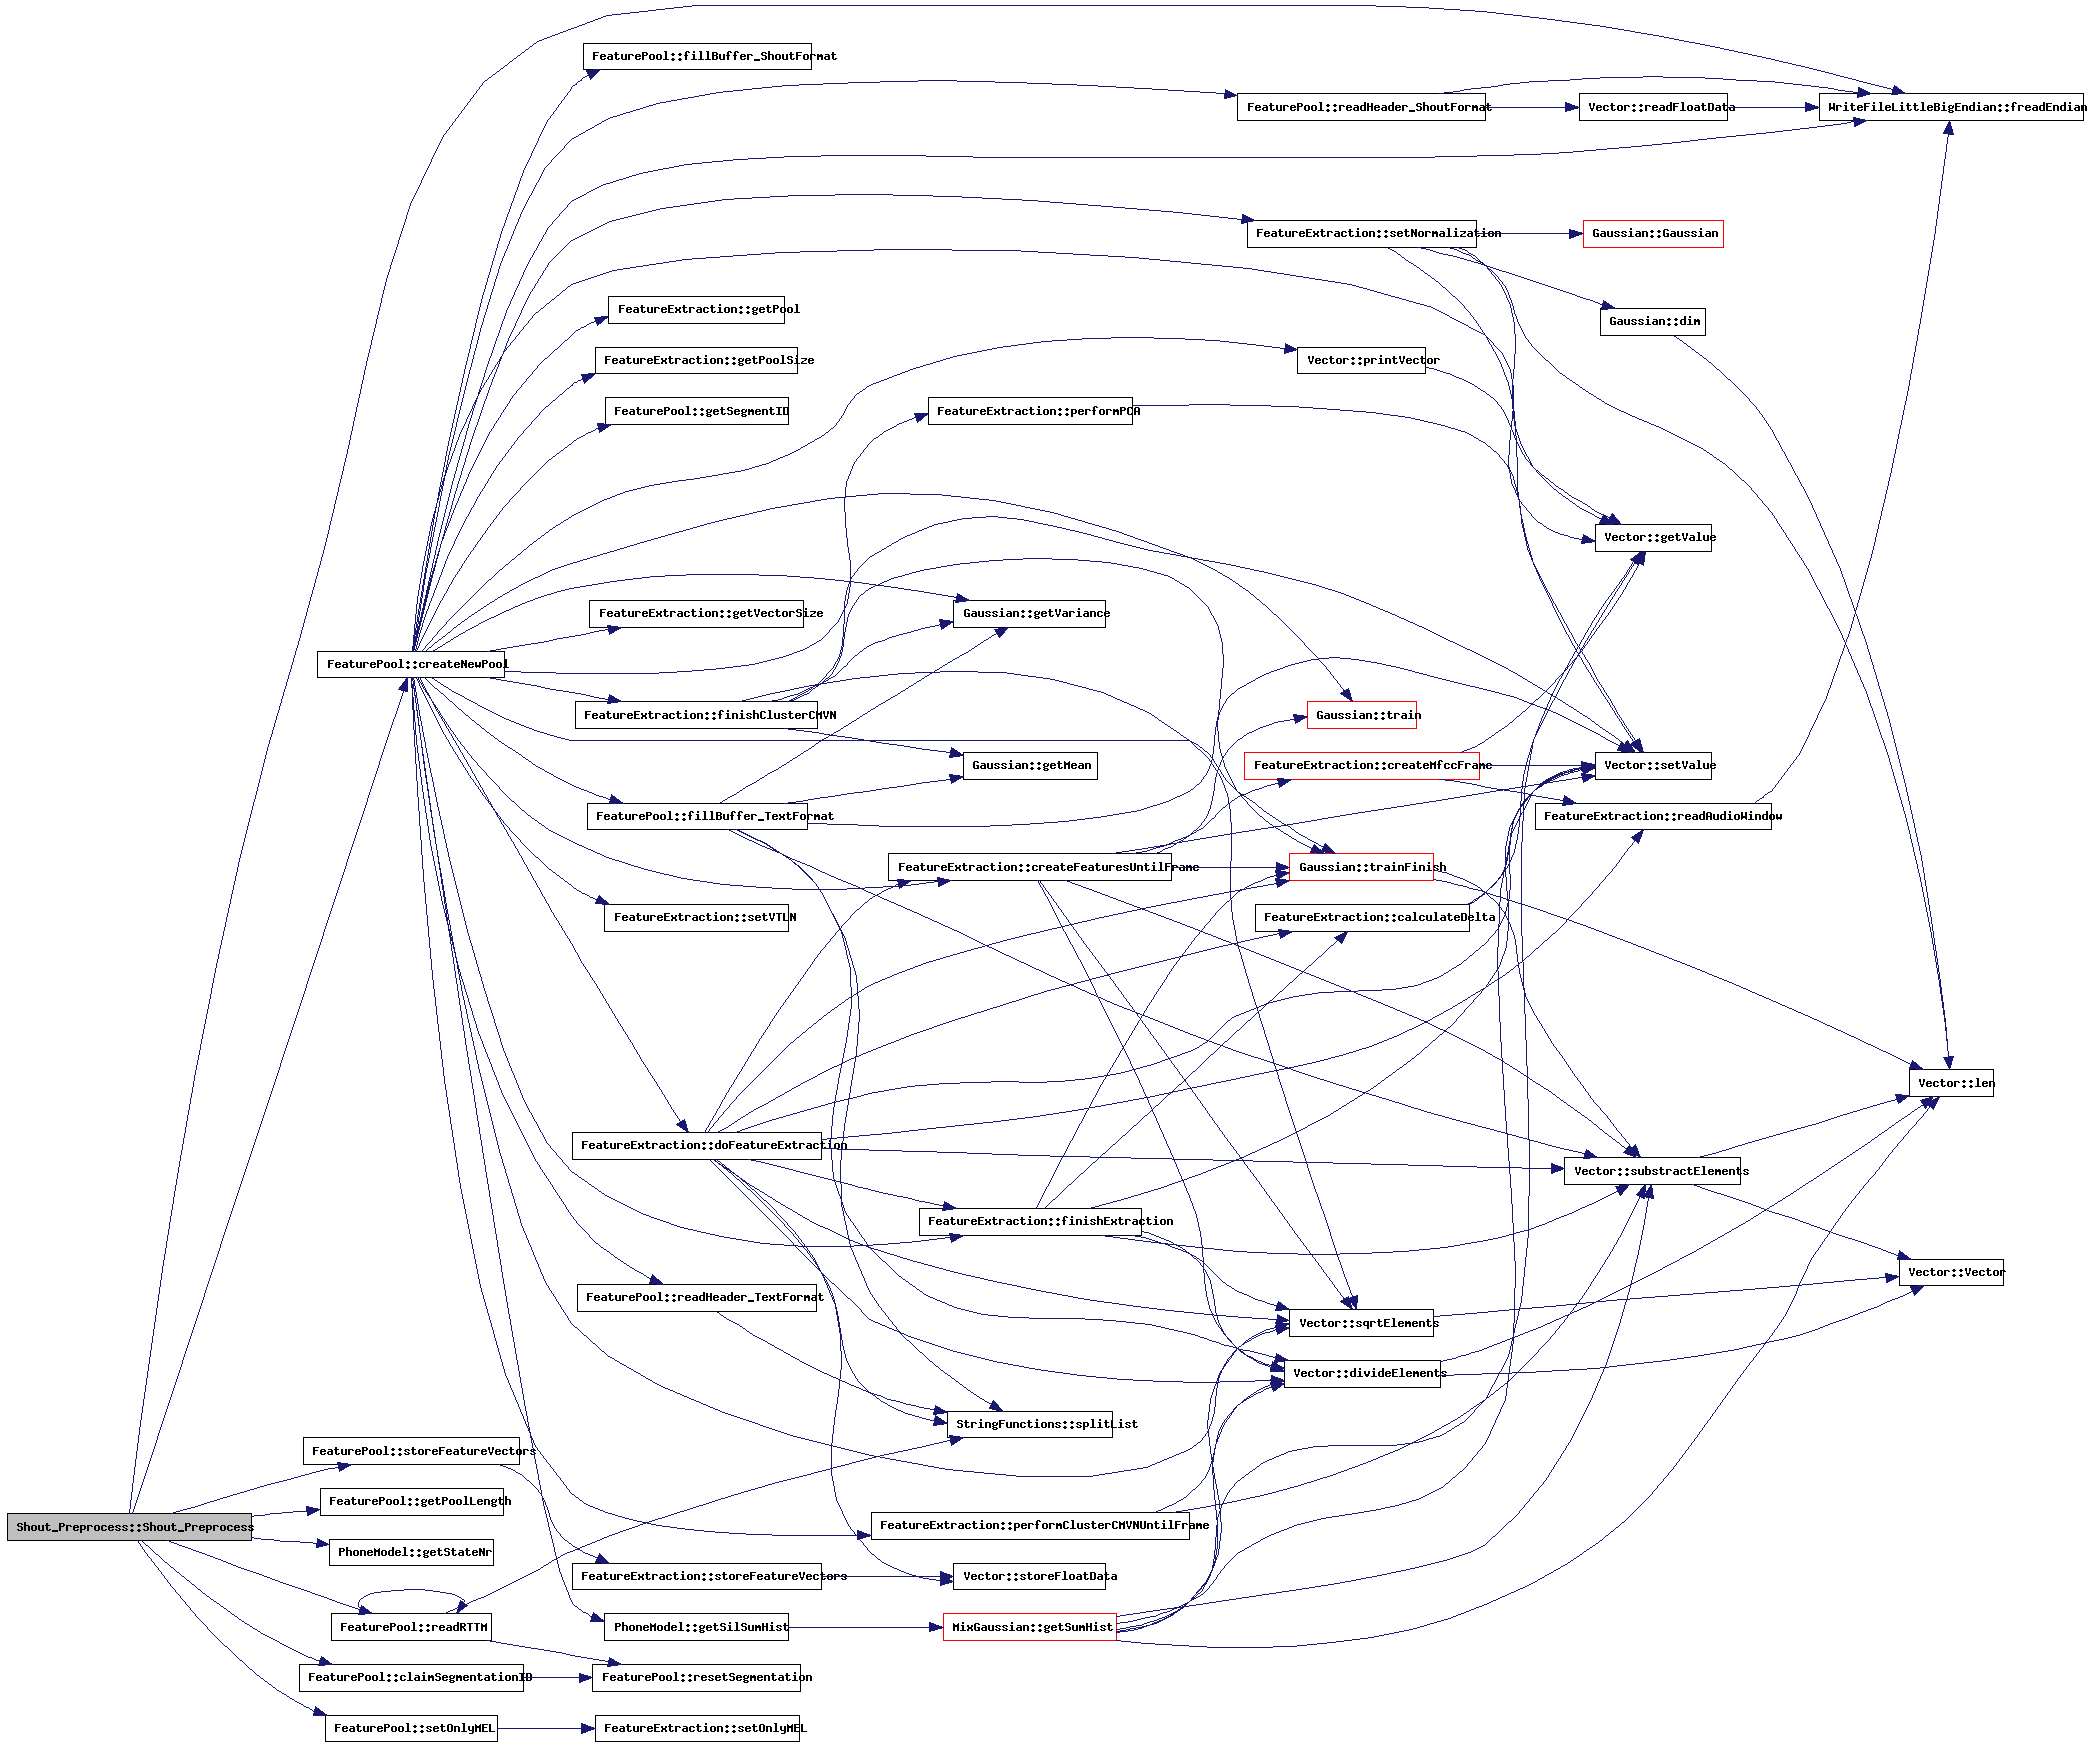 FeaturePool::fillBuffer_ShoutFormat
FeaturePool::readHeader_ShoutFormat
Vector::readFloatData
WriteFileLittleBigEndian::freadEndian
FeatureExtraction::setNormalization
Gaussian::Gaussian
FeatureExtraction::getPool
Gaussian::dim
FeatureExtraction::getPoolSize
Vector::printVector
FeaturePool::getSegmentID
FeatureExtraction::performPCA
Vector::getValue
FeatureExtraction::getVectorSize
Gaussian::getVariance
FeaturePool::createNewPool
FeatureExtraction::finishClusterCMVN
Gaussian::train
Gaussian::getMean
FeatureExtraction::createMfccFrame
Vector::setValue
FeaturePool::fillBuffer_TextFormat
FeatureExtraction::readAudioWindow
FeatureExtraction::createFeaturesUntilFrame
Gaussian::trainFinish
FeatureExtraction::setVTLN
FeatureExtraction::calculateDelta
Vector::len
FeatureExtraction::doFeatureExtraction
Vector::substractElements
FeatureExtraction::finishExtraction
Vector::Vector
FeaturePool::readHeader_TextFormat
Vector::sqrtElements
Vector::divideElements
StringFunctions::splitList
FeaturePool::storeFeatureVectors
FeaturePool::getPoolLength
Shout_Preprocess::Shout_Preprocess
FeatureExtraction::performClusterCMVNUntilFrame
PhoneModel::getStateNr
FeatureExtraction::storeFeatureVectors
Vector::storeFloatData
FeaturePool::readRTTM
PhoneModel::getSilSumHist
MixGaussian::getSumHist
FeaturePool::claimSegmentationID
FeaturePool::resetSegmentation
FeaturePool::setOnlyMEL
FeatureExtraction::setOnlyMEL